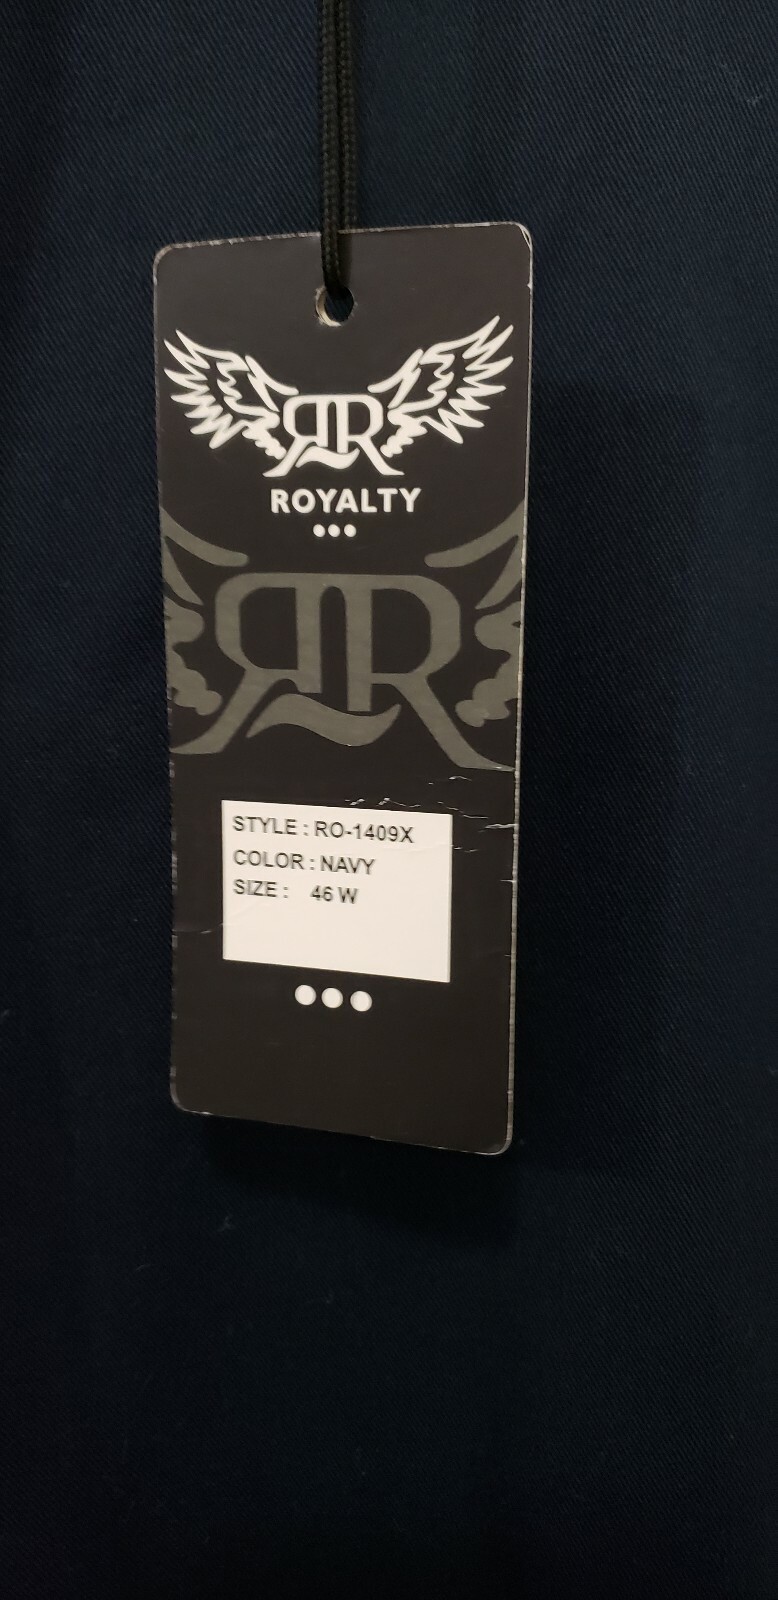 RR
ROYALTY
RR
STYLE : RO-1409X
COLOR : NAVY
SIZE : 46 W